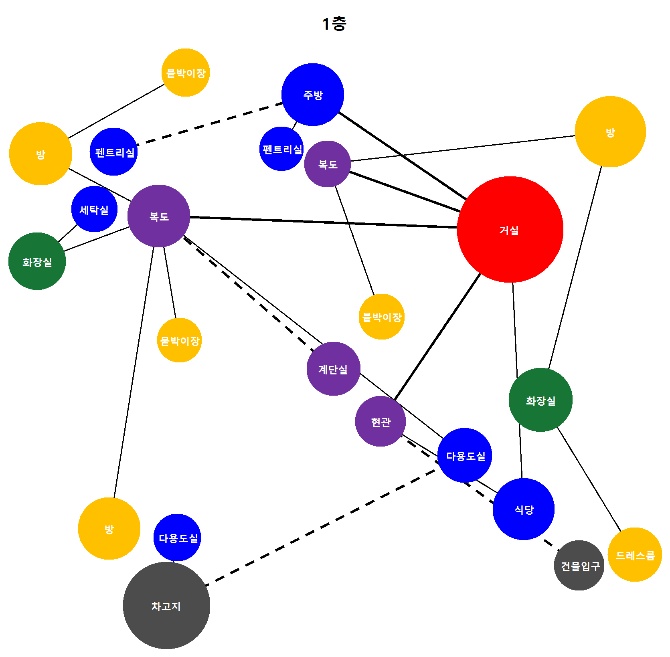 1층
붙박이장
주방
방
방
펜트리실
펜트리실
복도
세탁실
복도
거실
화장실
붙박이장
붙박이장
계단실
화장실
현관
다용도실
식당
방
다용도실
드레스룸
건물입구
차고지